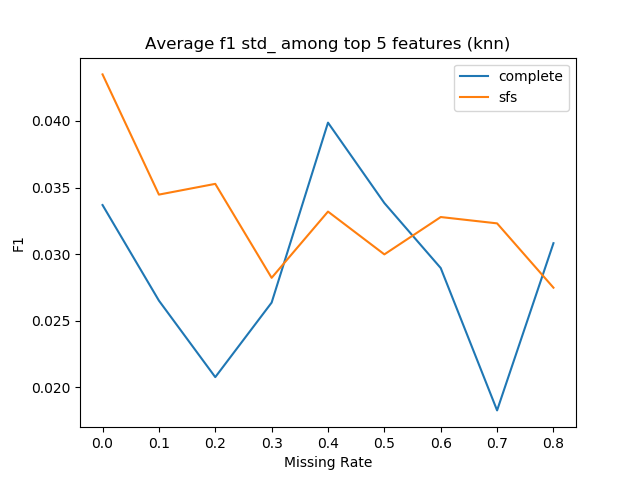 Average f1 std_ among top 5 features (knn)
complete
sfs
0.040
0.035
0.030
0.025
0.020
F1
0.0 0.1 0.2 0.3 0.4 0.5 0.6 0.7 0.8
Missing Rate